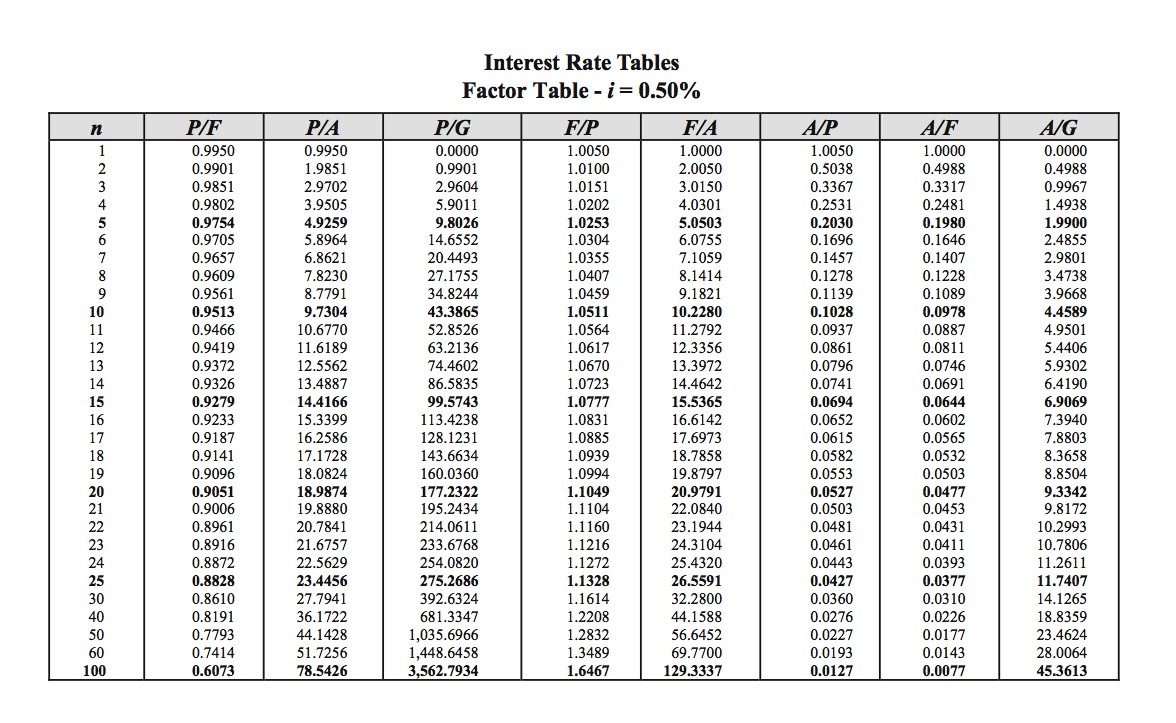 Interest Rate Tables
Factor Table - i = 0.50%
n P/F P/A P/G F/P F/A A/P A/F A/G
1 0.9950 0.9950 0.0000 1.0050 1.0000 1.0050 1.0000 0.0000
2 0.9901 1.9851 0.9901 1.0100 2.0050 0.5038 0.4988 0.4988
3 0.9851 2.9702 2.9604 1.0151 3.0150 0.3367 0.3317 0.9967
4 0.9802 3.9505 5.9011 1.0202 4.0301 0.2531 0.2481 1.4938
5 0.9754 4.9259 9.8026 1.0253 5.0503 0.2030 0.1980 1.9900
6 0.9705 5.8964 14.6552 1.0304 6.0755 0.1696 0.1646 2.4855
7 0.9657 6.8621 20.4493 1.0355 7.1059 0.1457 0.1407 2.9801
8 0.9609 7.8230 27.1755 1.0407 8.1414 0.1278 0.1228 3.4738
9 0.9561 8.7791 34.8244 1.0459 9.1821 0.1139 0.1089 3.9668
10 0.9513 9.7304 43.3865 1.0511 10.2280 0.1028 0.0978 4.4589
11 0.9466 10.6770 52.8526 1.0564 11.2792 0.0937 0.0887 4.9501
12 0.9419 11.6189 63.2136 1.0617 12.3356 0.0861 0.0811 5.4406
13 0.9372 12.5562 74.4602 1.0670 13.3972 0.0796 0.0746 5.9302
14 0.9326 13.4887 86.5835 1.0723 14.4642 0.0741 0.0691 6.4190
15 0.9279 14.4166 99.5743 1.0777 15.5365 0.0694 0.0644 6.9069
16 0.9233 15.3399 113.4238 1.0831 16.6142 0.0652 0.0602 7.3940
17 0.9187 16.2586 128.1231 1.0885 17.6973 0.0615 0.0565 7.8803
18 0.9141 17.1728 143.6634 1.0939 18.7858 0.0582 0.0532 8.3658
19 0.9096 18.0824 160.0360 1.0994 19.8797 0.0553 0.0503 8.8504
20 0.9051 18.9874 177.2322 1.1049 20.9791 0.0527 0.0477 9.3342
21 0.9006 19.8880 195.2434 1.1104 22.0840 0.0503 0.0453 9.8172
22 0.8961 20.7841 214.0611 1.1160 23.1944 0.0481 0.0431 10.2993
23 0.8916 21.6757 233.6768 1.1216 24.3104 0.0461 0.0411 10.7806
24 0.8872 22.5629 254.0820 1.1272 25.4320 0.0443 0.0393 11.2611
25 0.8828 23.4456 275.2686 1.1328 26.5591 0.0427 0.0377 11.7407
30 0.8610 27.7941 392.6324 1.1614 32.2800 0.0360 0.0310 14.1265
40 0.8191 36.1722 681.3347 1.2208 44.1588 0.0276 0.0226 18.8359
50 0.7793 44.1428 1,035.6966 1.2832 56.6452 0.0227 0.0177 23.4624
60 0.7414 51.7256 1,448.6458 1.3489 69.7700 0.0193 0.0143 28.0064
100 0.6073 78.5426 3,562.7934 1.6467 129.3337 0.0127 0.0077 45.3613